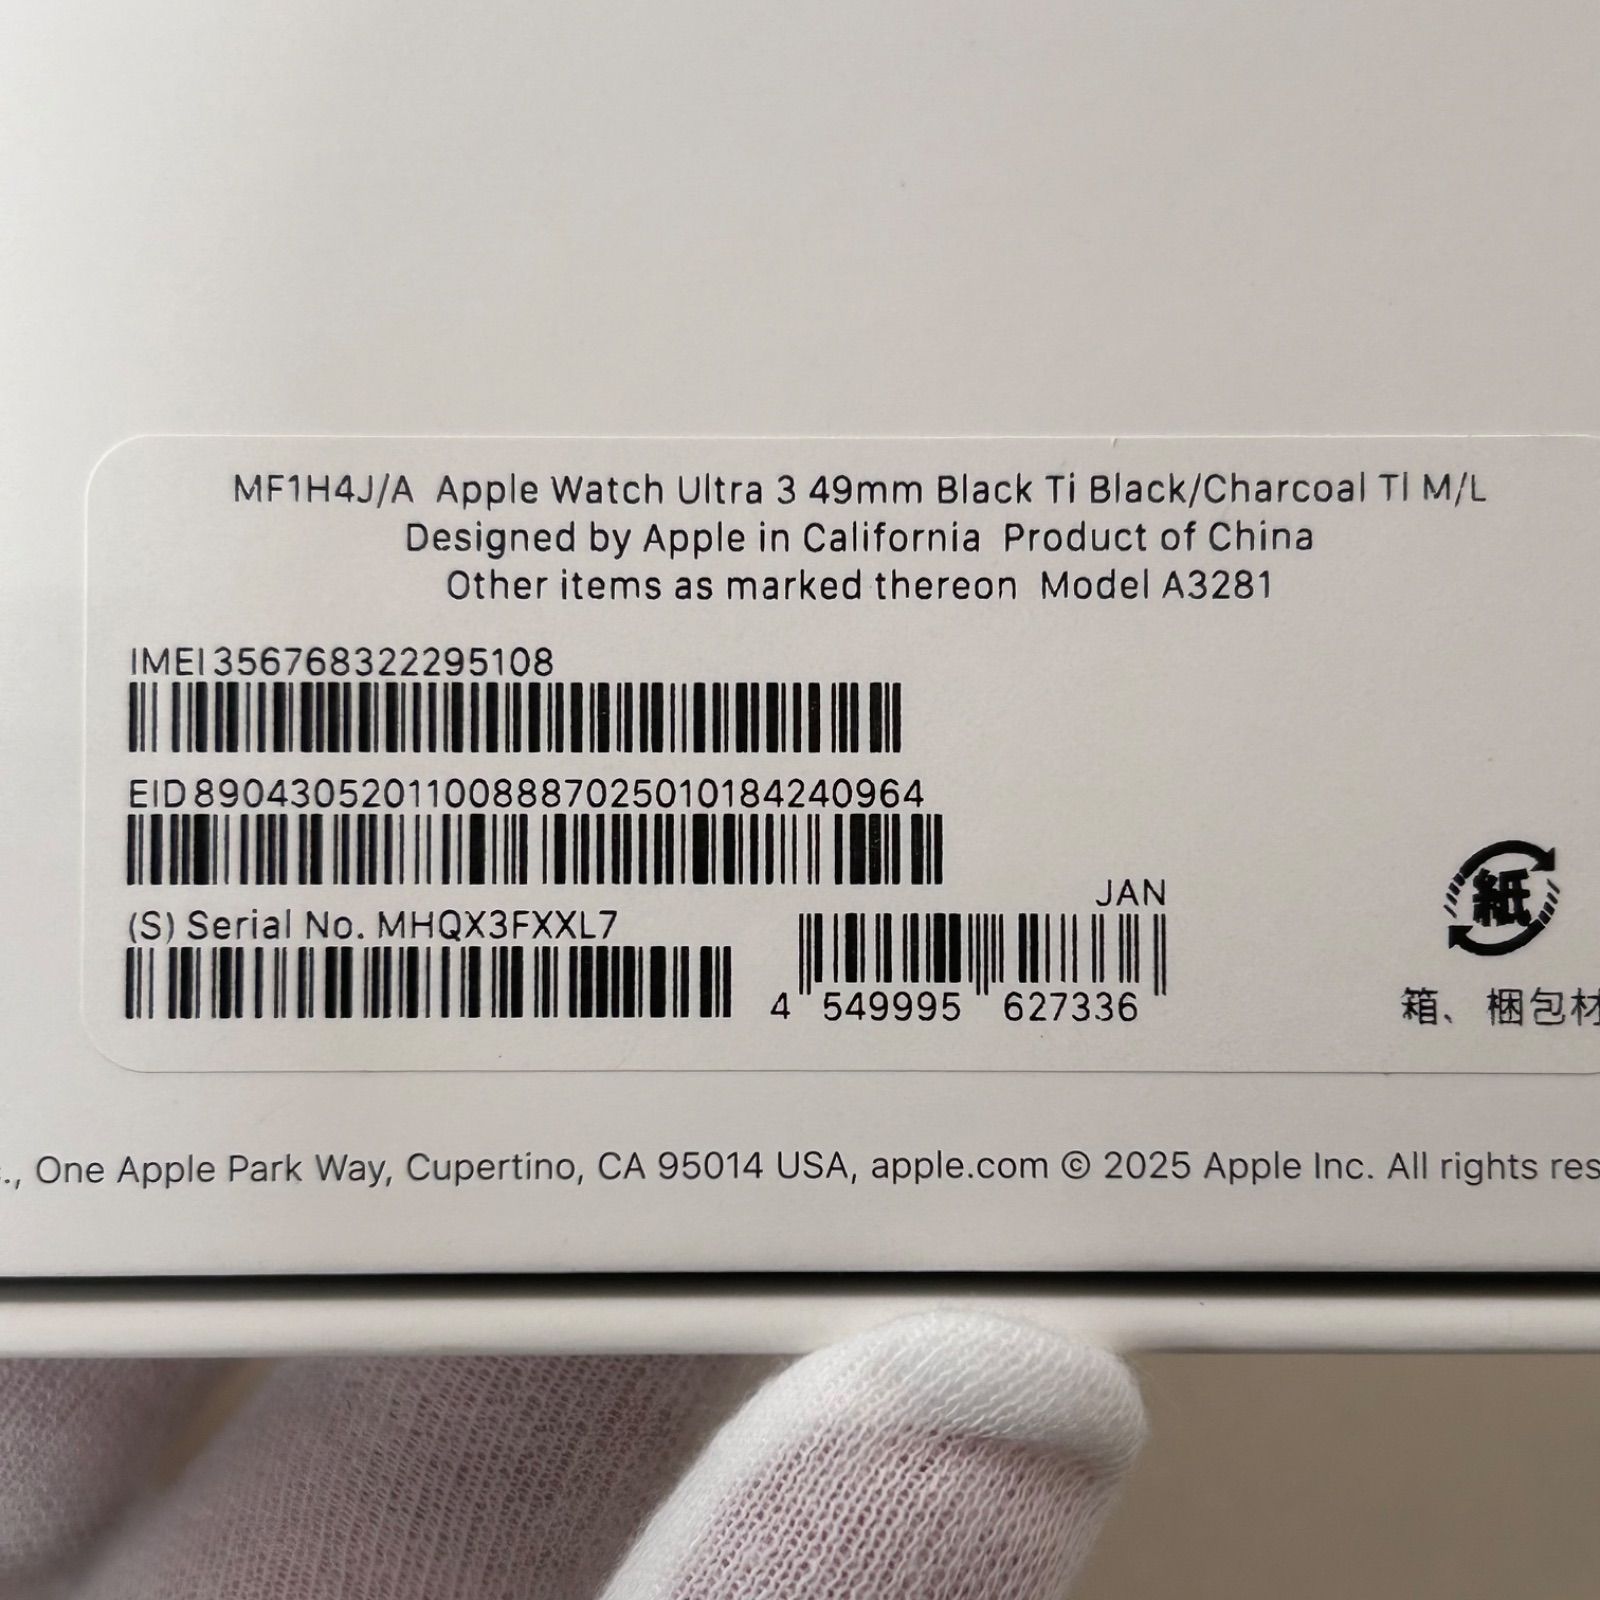 MF1H4J/A Apple Watch Ultra 3 49mm Black Ti Black/Charcoal TI M/L
Designed by Apple in California Product of China
Other items as marked thereon Model A3281
IMEI 356768322295108
EID 89043052011008887025010184240964
(S) Serial No. MHQX3FXXL7
JAN
4 549995 627336
紙
箱、梱包材
., One Apple Park Way, Cupertino, CA 95014 USA, apple.com © 2025 Apple Inc. All rights res